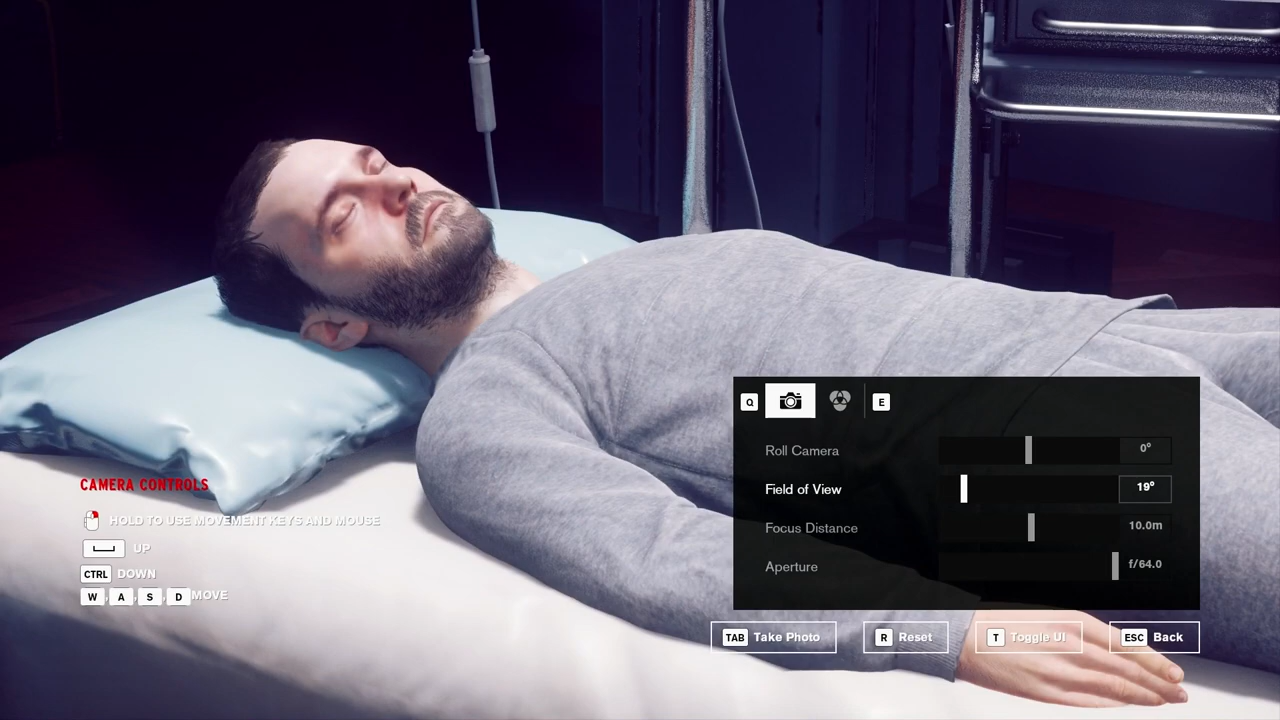 Q E
Roll Camera 0°
Field of View 19°
Focus Distance 10.0m
Aperture f/64.0
CAMERA CONTROLS
HOLD TO USE MOVEMENT KEYS AND MOUSE
UP
CTRL DOWN
W, A, S, D MOVE
TAB Take Photo R Reset T Toggle UI ESC Back